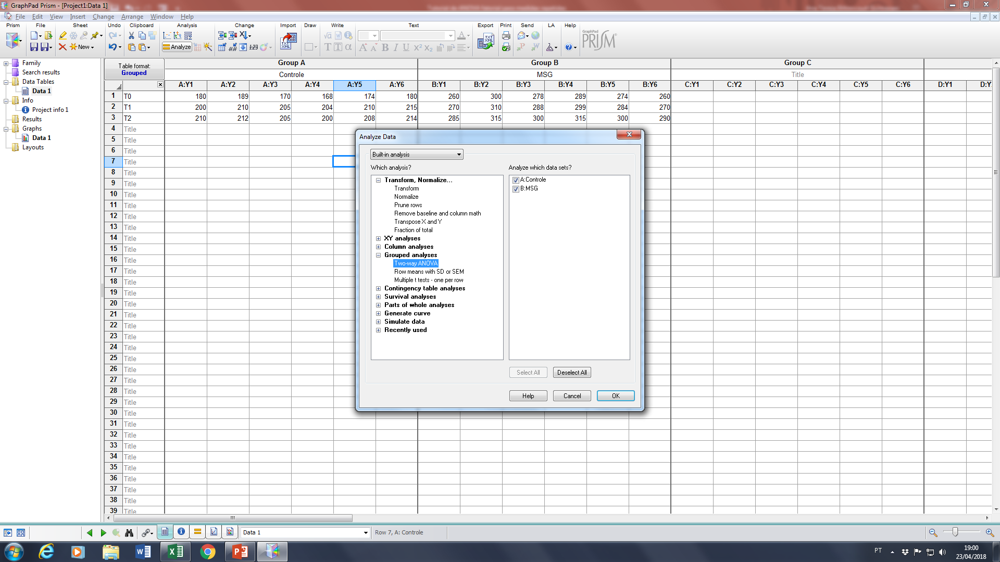 GraphPad Prism - [Project1:Data 1]
File Edit View Insert Change Arrange Window Help
Prism File Sheet Undo Clipboard Analysis Change Import Draw Write Text Export Print Send LA Help
New
Analyze
GraphPad PRISM
Family
Search results
Data Tables
Data 1
Info
Project info 1
Results
Graphs
Data 1
Layouts
Table format:
Grouped
Group A Group B Group C
Controle MSG Title
A:Y1 A:Y2 A:Y3 A:Y4 A:Y5 A:Y6 B:Y1 B:Y2 B:Y3 B:Y4 B:Y5 B:Y6 C:Y1 C:Y2 C:Y3 C:Y4 C:Y5 C:Y6 D:Y1 D:Y
1 T0 180 189 170 168 174 180 260 300 278 289 274 260
2 T1 200 210 205 204 210 215 270 310 288 299 284 270
3 T2 210 212 205 200 208 214 285 315 300 315 300 290
4 Title
5 Title
6 Title
7 Title
8 Title
9 Title
10 Title
11 Title
12 Title
13 Title
14 Title
15 Title
16 Title
17 Title
18 Title
19 Title
20 Title
21 Title
22 Title
23 Title
24 Title
25 Title
26 Title
27 Title
28 Title
29 Title
30 Title
31 Title
32 Title
33 Title
34 Title
35 Title
36 Title
37 Title
38 Title
39 Title
Analyze Data
Built-in analysis
Which analysis?
Transform, Normalize...
Transform
Normalize
Prune rows
Remove baseline and column math
Transpose X and Y
Fraction of total
XY analyses
Column analyses
Grouped analyses
Two-way ANOVA
Row means with SD or SEM
Multiple t tests - one per row
Contingency table analyses
Survival analyses
Parts of whole analyses
Generate curve
Simulate data
Recently used
Analyze which data sets?
A:Controle
B:MSG
Select All Deselect All
Help Cancel OK
Data 1
Row 7, A: Controle
PT
19:00
23/04/2018